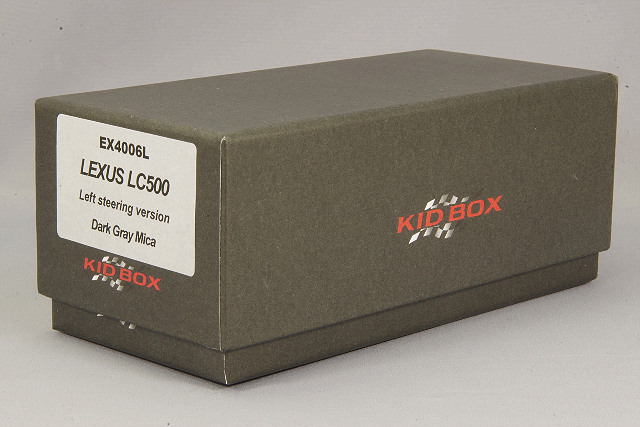 EX4006L
LEXUS LC500
Left steering version
Dark Gray Mica
KID BOX
KID BOX